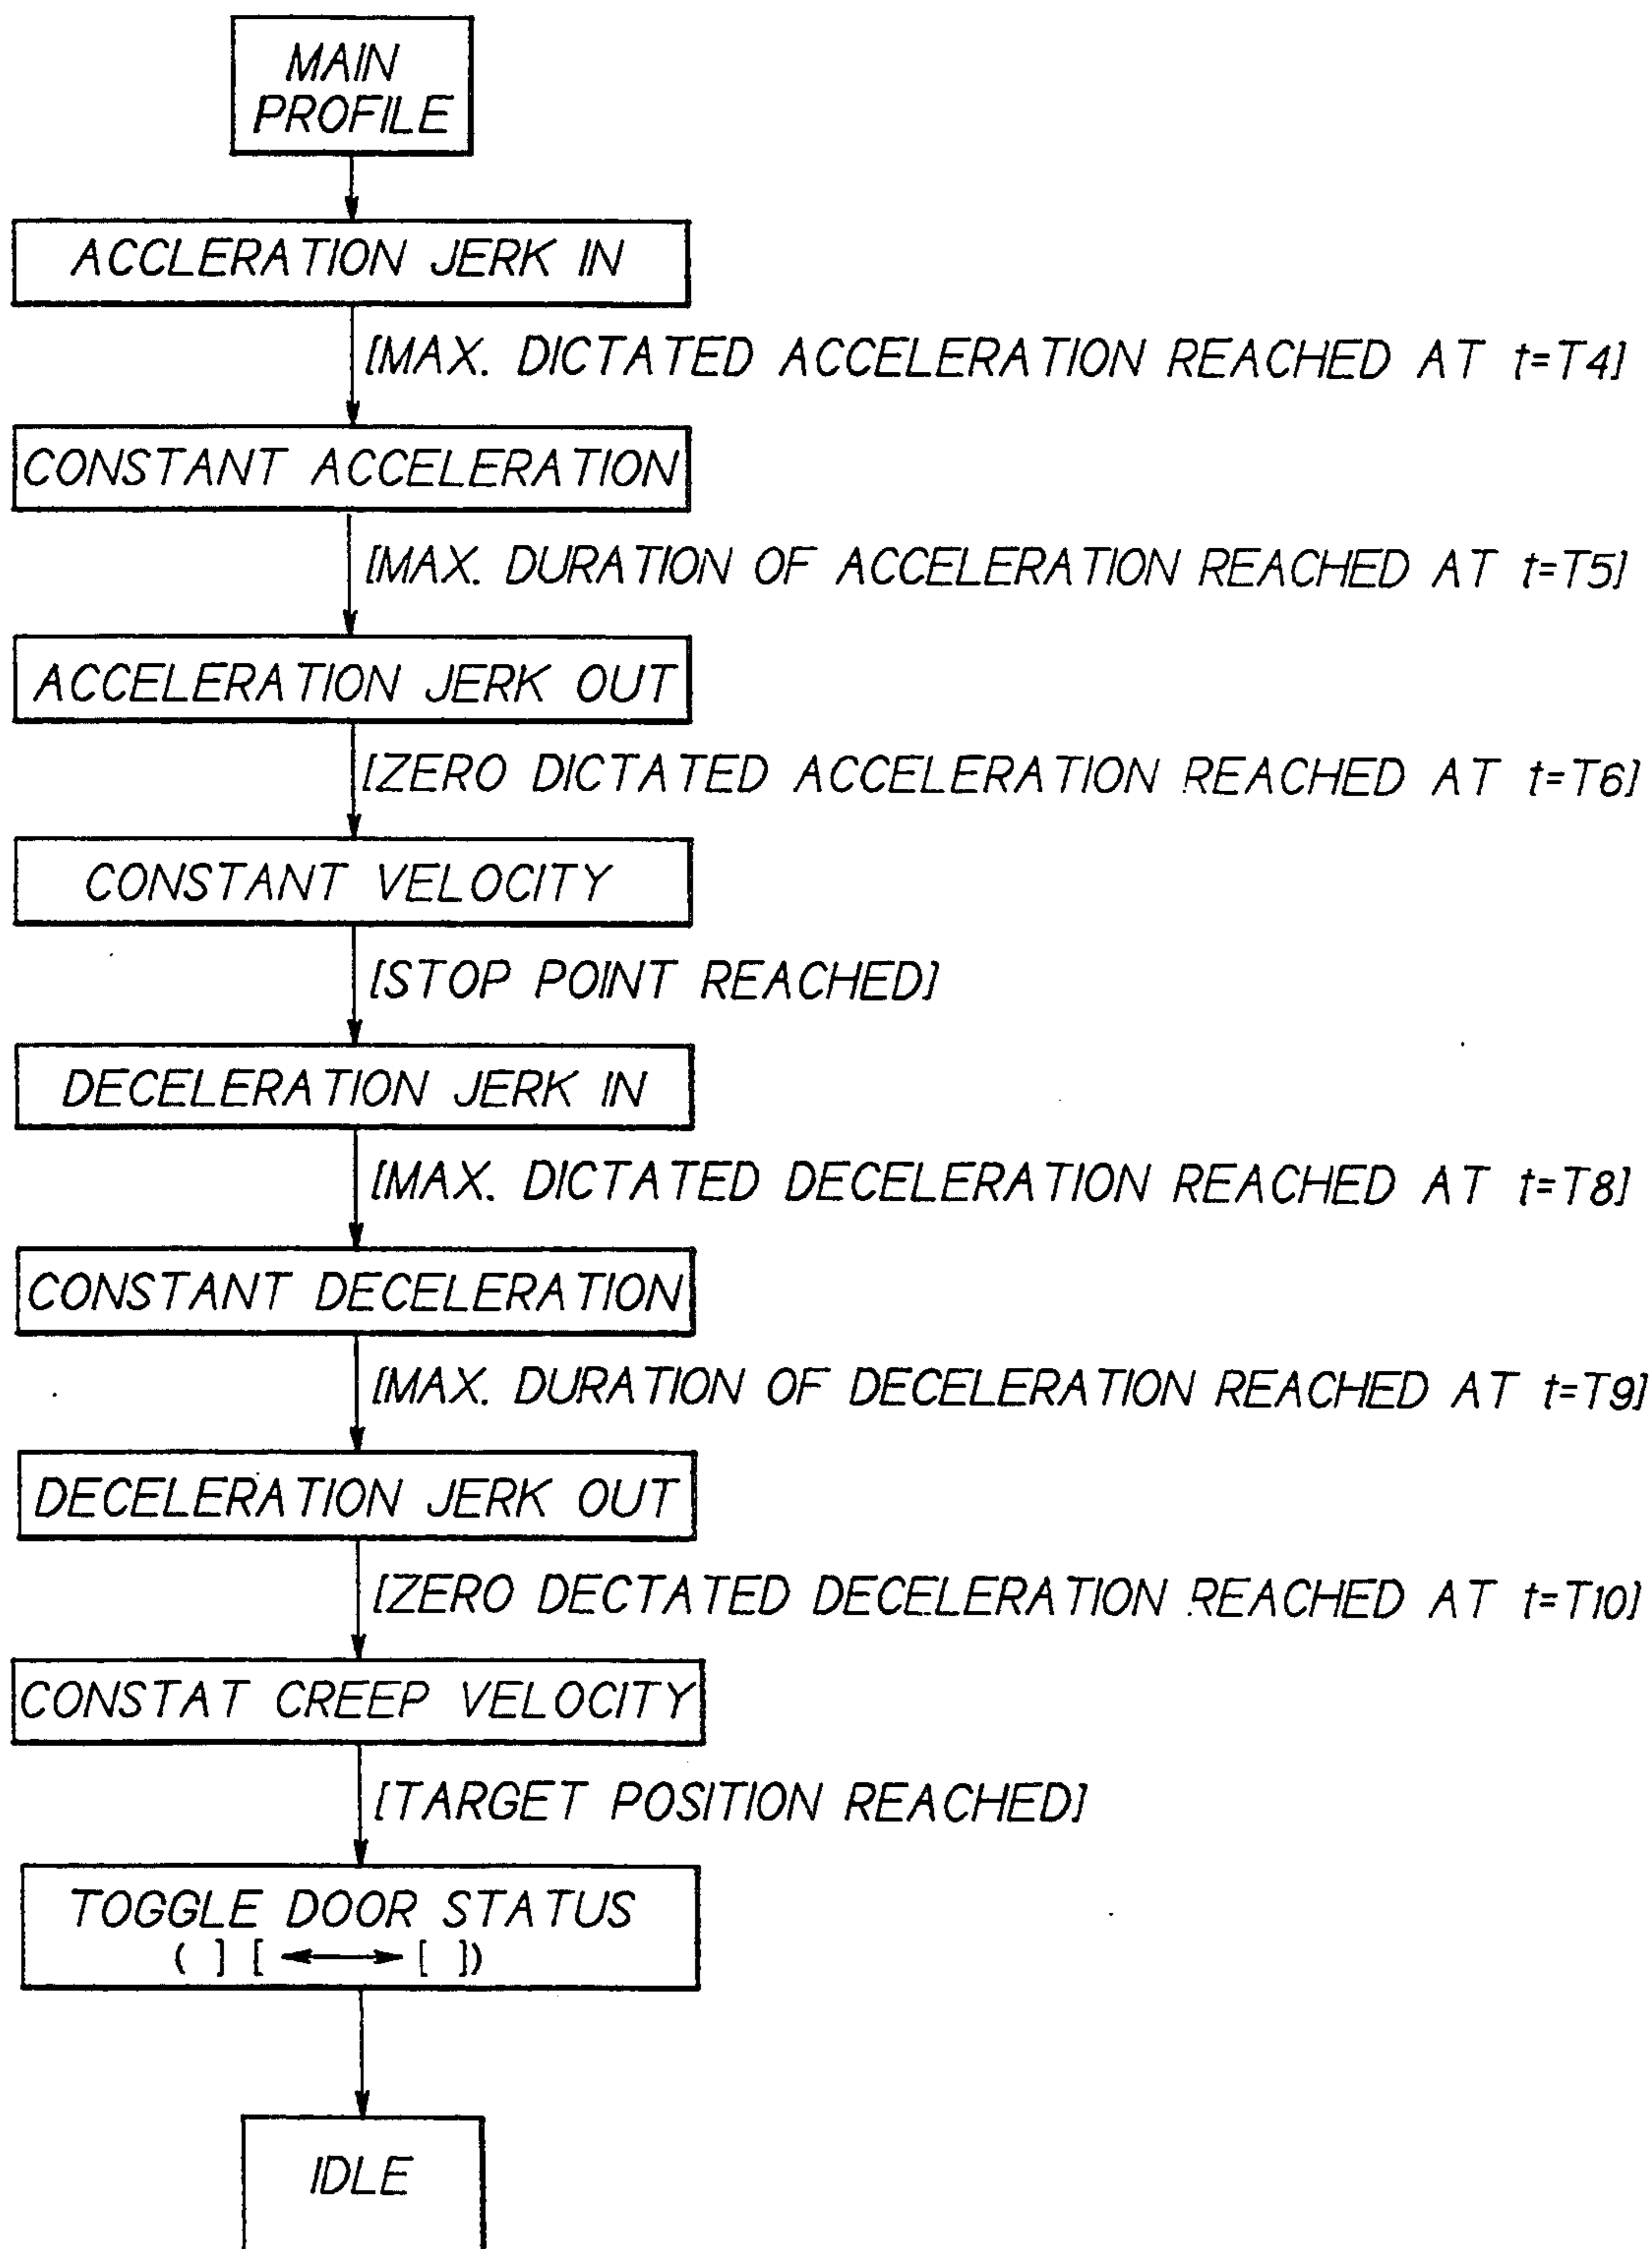 MAIN
PROFILE
ACCLERATION JERK IN
[MAX. DICTATED ACCELERATION REACHED AT t=T4]
CONSTANT ACCELERATION
[MAX. DURATION OF ACCELERATION REACHED AT t=T5]
ACCELERATION JERK OUT
[ZERO DICTATED ACCELERATION REACHED AT t=T6]
CONSTANT VELOCITY
[STOP POINT REACHED]
DECELERATION JERK IN
[MAX. DICTATED DECELERATION REACHED AT t=T8]
CONSTANT DECELERATION
[MAX. DURATION OF DECELERATION REACHED AT t=T9]
DECELERATION JERK OUT
[ZERO DECTATED DECELERATION REACHED AT t=T10]
CONSTAT CREEP VELOCITY
[TARGET POSITION REACHED]
TOGGLE DOOR STATUS
( ] [ ⟷ [ ])
IDLE